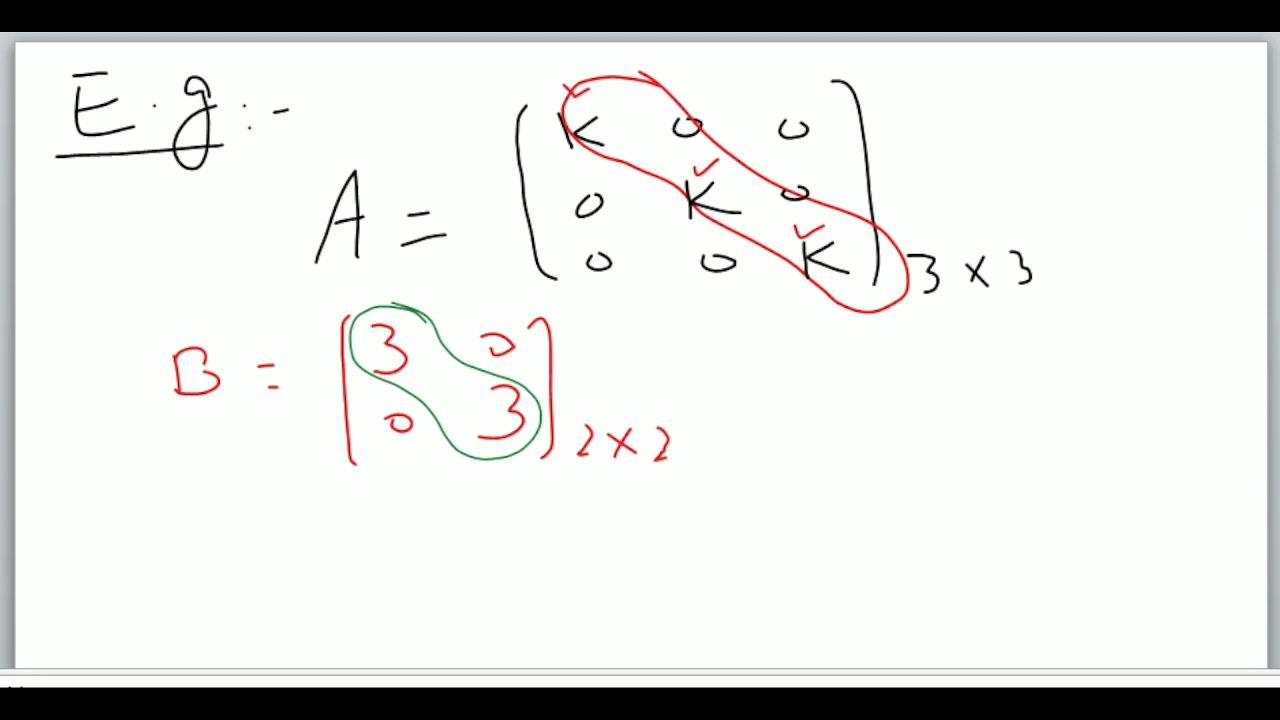 E.g:-
K 0 0
A = 0 K 0
0 0 K 3 × 3
3 0
B =
0 3 2 × 2